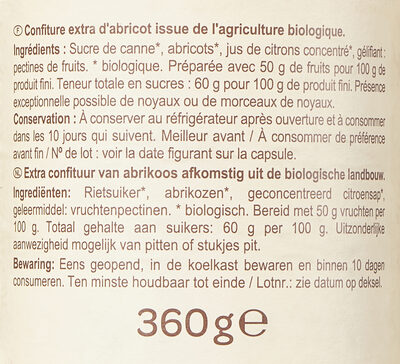 Ⓕ Confiture extra d'abricot issue de l'agriculture biologique.
Ingrédients : Sucre de canne*, abricots*, jus de citrons concentré*, gélifiant:
pectines de fruits. * biologique. Préparée avec 50 g de fruits pour 100 g de
produit fini. Teneur totale en sucres : 60 g pour 100 g de produit fini. Présence
exceptionnelle possible de noyaux ou de morceaux de noyaux.
Conservation : À conserver au réfrigérateur après ouverture et à consommer
dans les 10 jours qui suivent. Meilleur avant / À consommer de préférence
avant fin / Nº de lot : voir la date figurant sur la capsule.
Extra confituur van abrikoos afkomstig uit de biologische landbouw.
Ingrediënten: Rietsuiker*, abrikozen*, geconcentreerd citroensap*,
geleermiddel: vruchtenpectinen. * biologisch. Bereid met 50 g vruchten per
100 g. Totaal gehalte aan suikers: 60 g per 100 g. Uitzonderlijke
aanwezigheid mogelijk van pitten of stukjes pit.
Bewaring: Eens geopend, in de koelkast bewaren en binnen 10 dagen
consumeren. Ten minste houdbaar tot einde / Lotnr.: zie datum op deksel.
360g℮